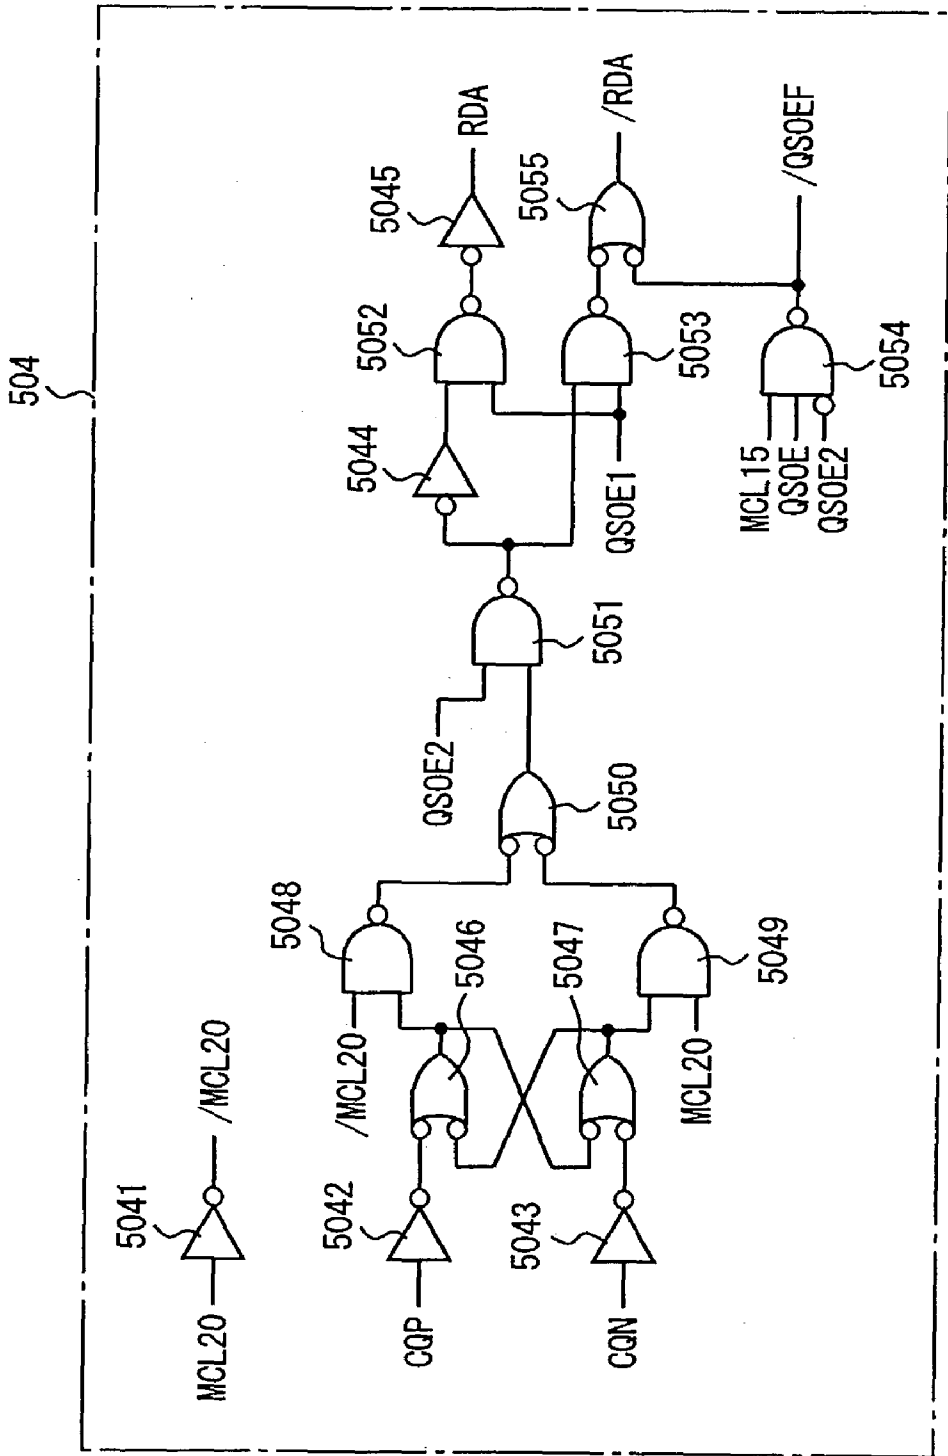 504
MCL20
5041
/MCL20
CQP
5042
CQN
5043
/MCL20
5046
5047
MCL20
5048
5049
5050
QSOE2
5051
5044
5052
5045
RDA
QSOE1
5053
5055
/RDA
MCL15
QSOE
QSOE2
5054
/QSOEF